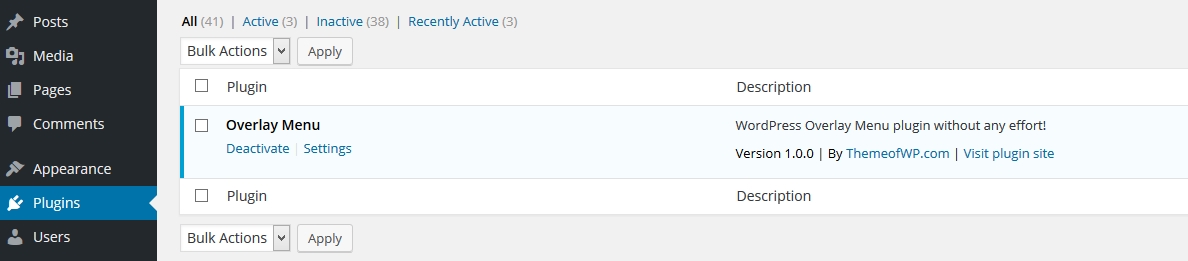 Posts
Media
Pages
Comments
Appearance
Plugins
Users
All (41) | Active (3) | Inactive (38) | Recently Active (3)
Bulk Actions Apply
Plugin Description
Overlay Menu WordPress Overlay Menu plugin without any effort!
Deactivate | Settings Version 1.0.0 | By ThemeofWP.com | Visit plugin site
Plugin Description
Bulk Actions Apply